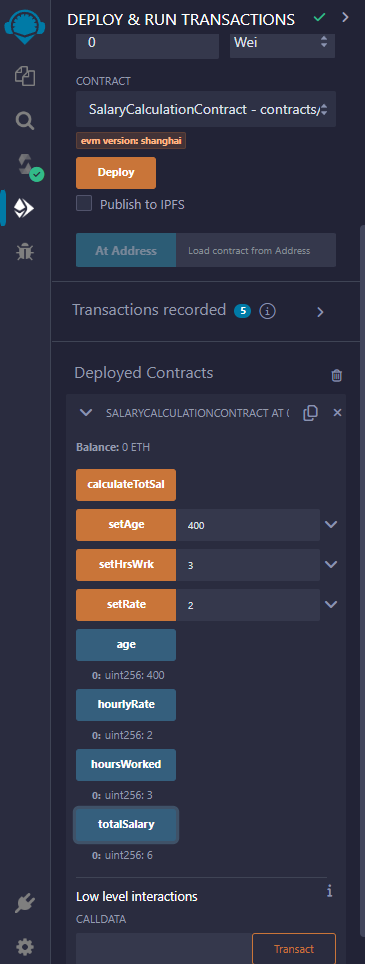 DEPLOY & RUN TRANSACTIONS
0 Wei
CONTRACT
SalaryCalculationContract - contracts/
evm version: shanghai
Deploy
Publish to IPFS
At Address Load contract from Address
Transactions recorded 5 i
Deployed Contracts
SALARYCALCULATIONCONTRACT AT 0
Balance: 0 ETH
calculateTotSal
setAge 400
setHrsWrk 3
setRate 2
age
0: uint256: 400
hourlyRate
0: uint256: 2
hoursWorked
0: uint256: 3
totalSalary
0: uint256: 6
Low level interactions i
CALLDATA
Transact